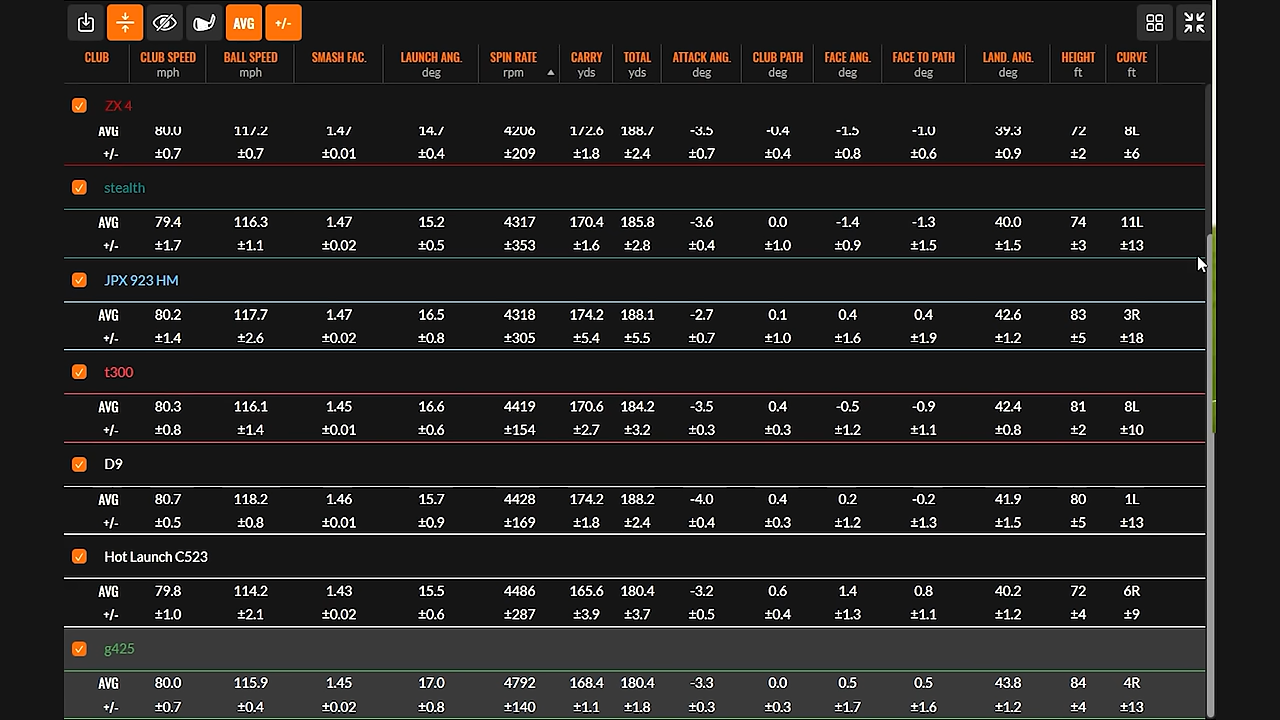 AVG +/-
CLUB CLUB SPEED BALL SPEED SMASH FAC. LAUNCH ANG. SPIN RATE CARRY TOTAL ATTACK ANG. CLUB PATH FACE ANG. FACE TO PATH LAND. ANG. HEIGHT CURVE
mph mph deg rpm yds yds deg deg deg deg deg ft ft
ZX 4
AVG 80.0 117.2 1.47 14.7 4206 172.6 188.7 -3.5 -0.4 -1.5 -1.0 39.3 72 8L
+/- ±0.7 ±0.7 ±0.01 ±0.4 ±209 ±1.8 ±2.4 ±0.7 ±0.4 ±0.8 ±0.6 ±0.9 ±2 ±6
stealth
AVG 79.4 116.3 1.47 15.2 4317 170.4 185.8 -3.6 0.0 -1.4 -1.3 40.0 74 11L
+/- ±1.7 ±1.1 ±0.02 ±0.5 ±353 ±1.6 ±2.8 ±0.4 ±1.0 ±0.9 ±1.5 ±1.5 ±3 ±13
JPX 923 HM
AVG 80.2 117.7 1.47 16.5 4318 174.2 188.1 -2.7 0.1 0.4 0.4 42.6 83 3R
+/- ±1.4 ±2.6 ±0.02 ±0.8 ±305 ±5.4 ±5.5 ±0.7 ±1.0 ±1.6 ±1.9 ±1.2 ±5 ±18
t300
AVG 80.3 116.1 1.45 16.6 4419 170.6 184.2 -3.5 0.4 -0.5 -0.9 42.4 81 8L
+/- ±0.8 ±1.4 ±0.01 ±0.6 ±154 ±2.7 ±3.2 ±0.3 ±0.3 ±1.2 ±1.1 ±0.8 ±2 ±10
D9
AVG 80.7 118.2 1.46 15.7 4428 174.2 188.2 -4.0 0.4 0.2 -0.2 41.9 80 1L
+/- ±0.5 ±0.8 ±0.01 ±0.9 ±169 ±1.8 ±2.4 ±0.4 ±0.3 ±1.2 ±1.3 ±1.5 ±5 ±13
Hot Launch C523
AVG 79.8 114.2 1.43 15.5 4486 165.6 180.4 -3.2 0.6 1.4 0.8 40.2 72 6R
+/- ±1.0 ±2.1 ±0.02 ±0.6 ±287 ±3.9 ±3.7 ±0.5 ±0.4 ±1.3 ±1.1 ±1.2 ±4 ±9
g425
AVG 80.0 115.9 1.45 17.0 4792 168.4 180.4 -3.3 0.0 0.5 0.5 43.8 84 4R
+/- ±0.7 ±0.4 ±0.02 ±0.8 ±140 ±1.1 ±1.8 ±0.3 ±0.3 ±1.7 ±1.6 ±1.2 ±4 ±13